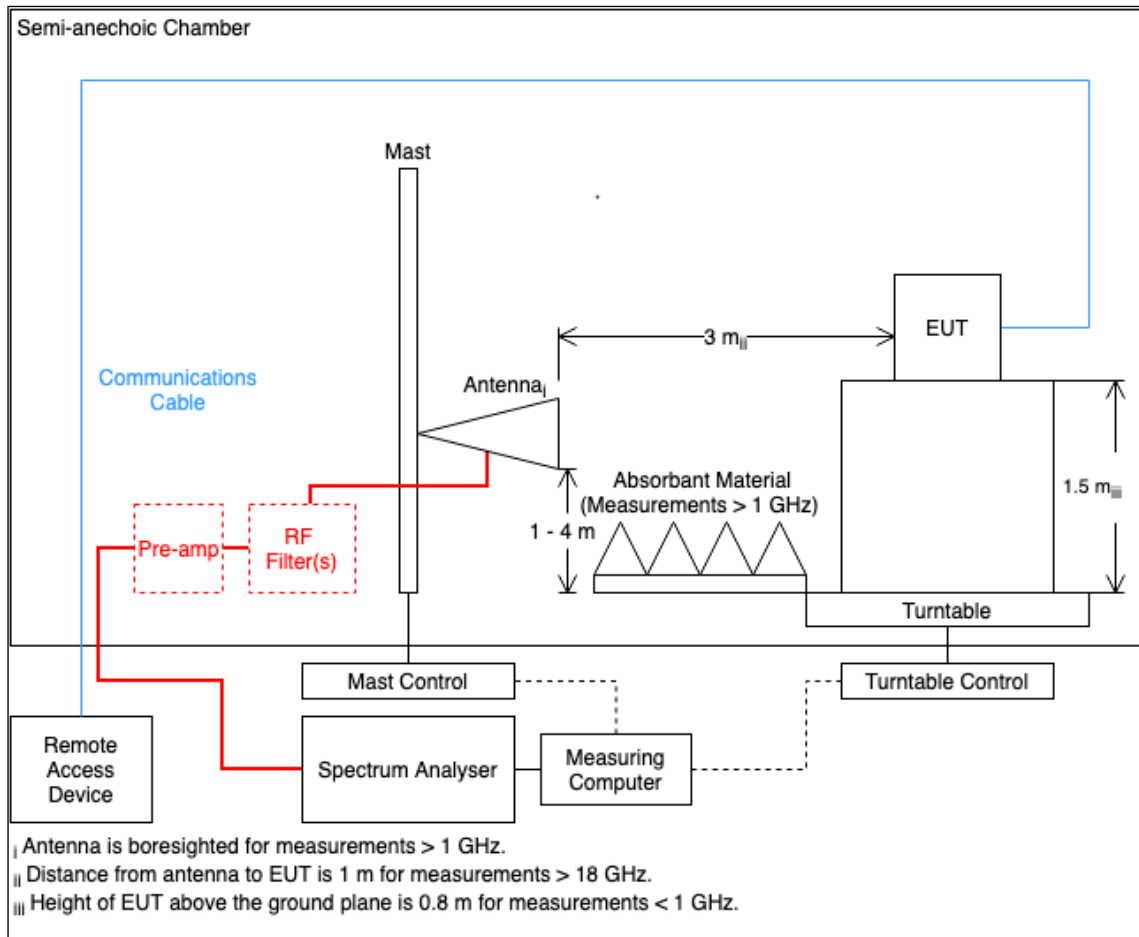 Semi-anechoic Chamber
Mast
EUT
3 mii
Communications
Cable
Antennai
Absorbant Material
(Measurements > 1 GHz)
1.5 miii
1 - 4 m
Pre-amp
RF
Filter(s)
Turntable
Mast Control
Turntable Control
Remote
Access
Device
Spectrum Analyser
Measuring
Computer
i Antenna is boresighted for measurements > 1 GHz.
ii Distance from antenna to EUT is 1 m for measurements > 18 GHz.
iii Height of EUT above the ground plane is 0.8 m for measurements < 1 GHz.